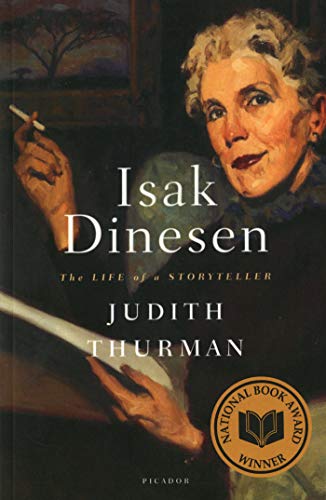 Isak
Dinesen
The LIFE of a STORYTELLER
JUDITH
THURMAN
NATIONAL BOOK AWARD
WINNER
PICADOR